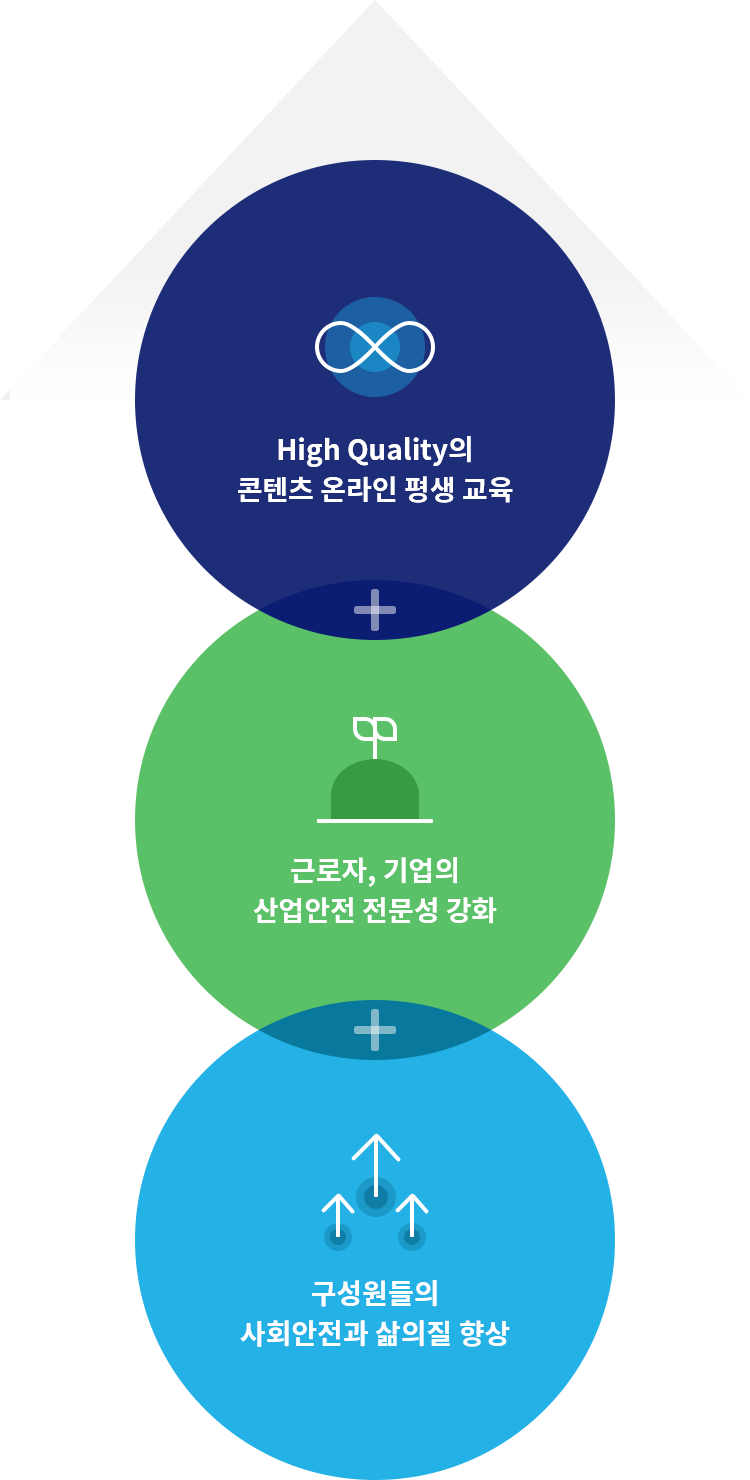 High Quality의
콘텐츠 온라인 평생 교육
근로자, 기업의
산업안전 전문성 강화
구성원들의
사회안전과 삶의질 향상